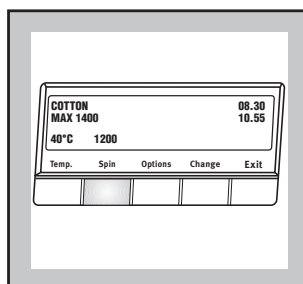 COTTON 08.30
MAX 1400 10.55
40°C 1200
Temp. Spin Options Change Exit